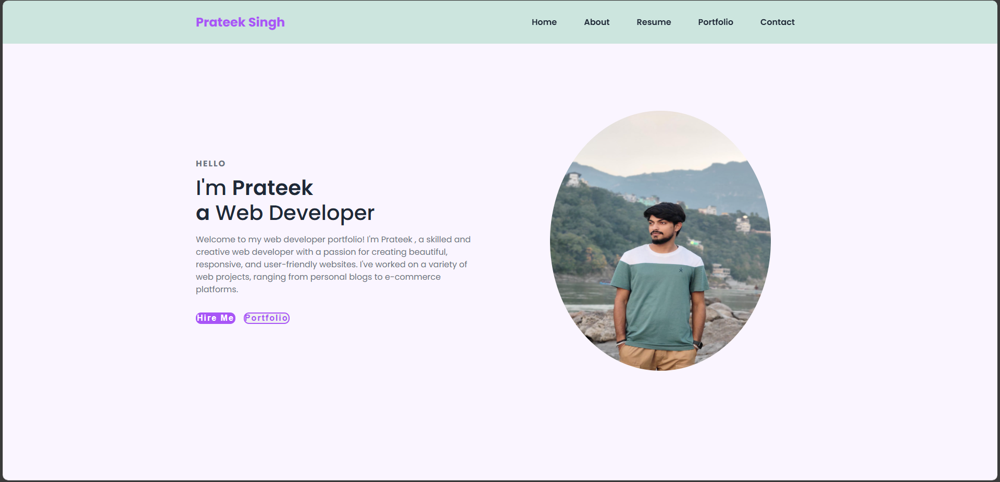 Prateek Singh
Home About Resume Portfolio Contact
HELLO
I'm Prateek
a Web Developer
Welcome to my web developer portfolio! I'm Prateek , a skilled and
creative web developer with a passion for creating beautiful,
responsive, and user-friendly websites. I've worked on a variety of
web projects, ranging from personal blogs to e-commerce
platforms.
Hire Me Portfolio